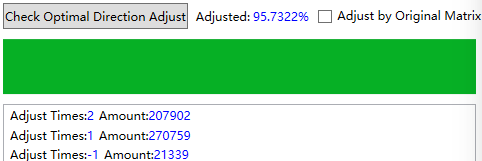 Check Optimal Direction Adjust Adjusted: 95.7322% Adjust by Original Matrix
Adjust Times:2 Amount:207902
Adjust Times:1 Amount:270759
Adjust Times:-1 Amount:21339